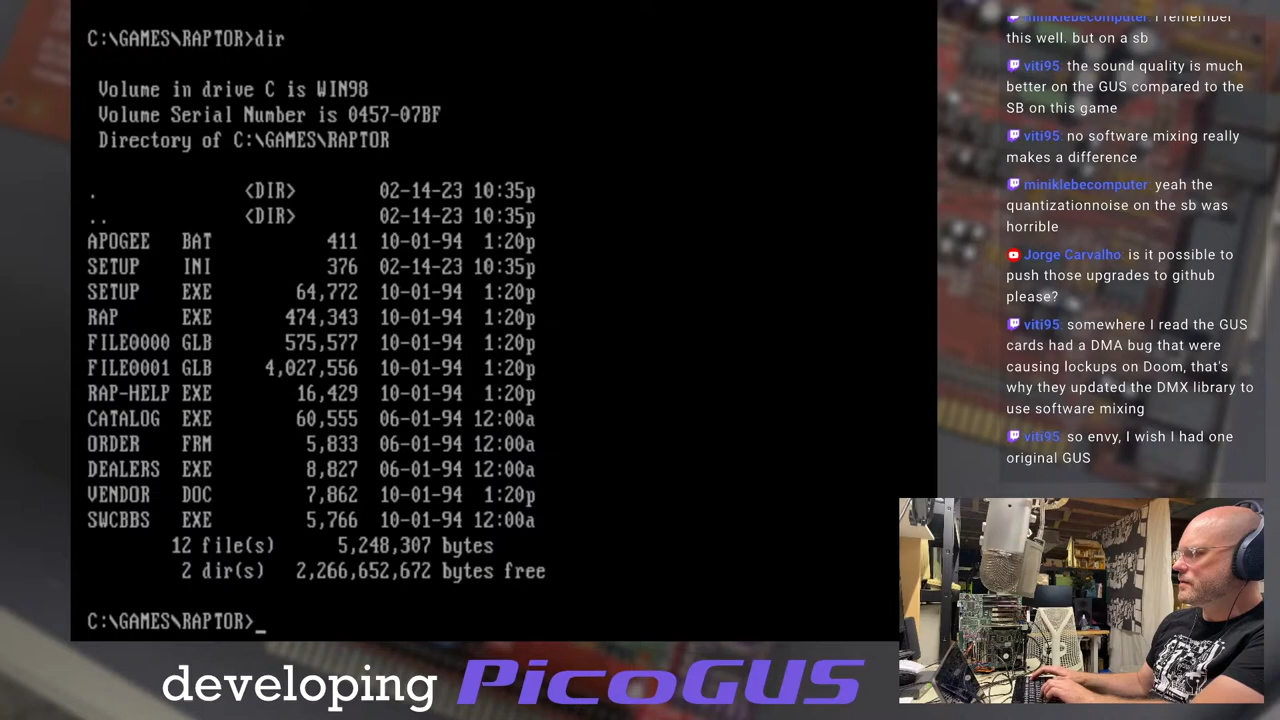 C:\GAMES\RAPTOR>dir
Volume in drive C is WIN98
Volume Serial Number is 0457-07BF
Directory of C:\GAMES\RAPTOR
. <DIR> 02-14-23 10:35p
.. <DIR> 02-14-23 10:35p
APOGEE BAT 411 10-01-94 1:20p
SETUP INI 376 02-14-23 10:35p
SETUP EXE 64,772 10-01-94 1:20p
RAP EXE 474,343 10-01-94 1:20p
FILE0000 GLB 575,577 10-01-94 1:20p
FILE0001 GLB 4,027,556 10-01-94 1:20p
RAP-HELP EXE 16,429 10-01-94 1:20p
CATALOG EXE 60,555 06-01-94 12:00a
ORDER FRM 5,833 06-01-94 12:00a
DEALERS EXE 8,827 06-01-94 12:00a
VENDOR DOC 7,862 10-01-94 1:20p
SWCBBS EXE 5,766 10-01-94 12:00a
12 file(s) 5,248,307 bytes
2 dir(s) 2,266,652,672 bytes free
C:\GAMES\RAPTOR>_
miniklebecomputer: I remember
this well. but on a sb
viti95: the sound quality is much
better on the GUS compared to the
SB on this game
viti95: no software mixing really
makes a difference
miniklebecomputer: yeah the
quantizationnoise on the sb was
horrible
Jorge Carvalho: is it possible to
push those upgrades to github
please?
viti95: somewhere I read the GUS
cards had a DMA bug that were
causing lockups on Doom, that's
why they updated the DMX library to
use software mixing
viti95: so envy, I wish I had one
original GUS
developing PicoGUS